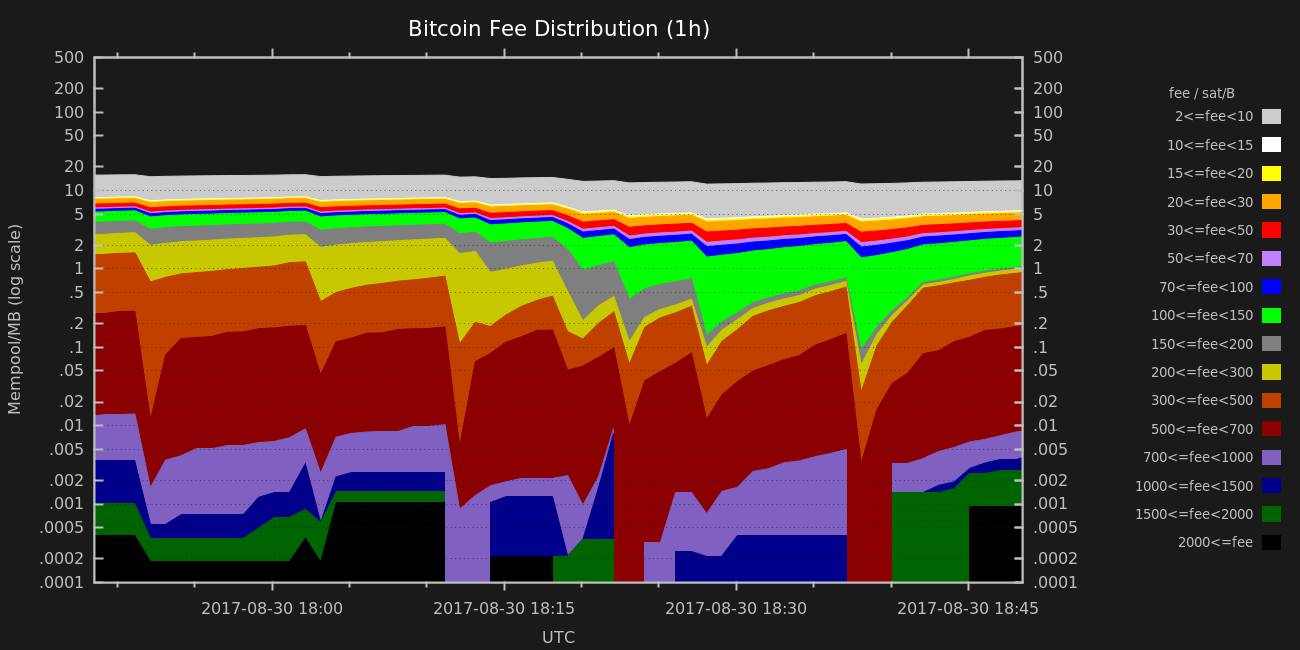 Bitcoin Fee Distribution (1h)
500
200
100
50
20
10
5
2
1
.5
.2
.1
.05
.02
.01
.005
.002
.001
.0005
.0002
.0001
Mempool/MB (log scale)
500
200
100
50
20
10
5
2
1
.5
.2
.1
.05
.02
.01
.005
.002
.001
.0005
.0002
.0001
2017-08-30 18:00 2017-08-30 18:15 2017-08-30 18:30 2017-08-30 18:45
UTC
fee / sat/B
2<=fee<10
10<=fee<15
15<=fee<20
20<=fee<30
30<=fee<50
50<=fee<70
70<=fee<100
100<=fee<150
150<=fee<200
200<=fee<300
300<=fee<500
500<=fee<700
700<=fee<1000
1000<=fee<1500
1500<=fee<2000
2000<=fee